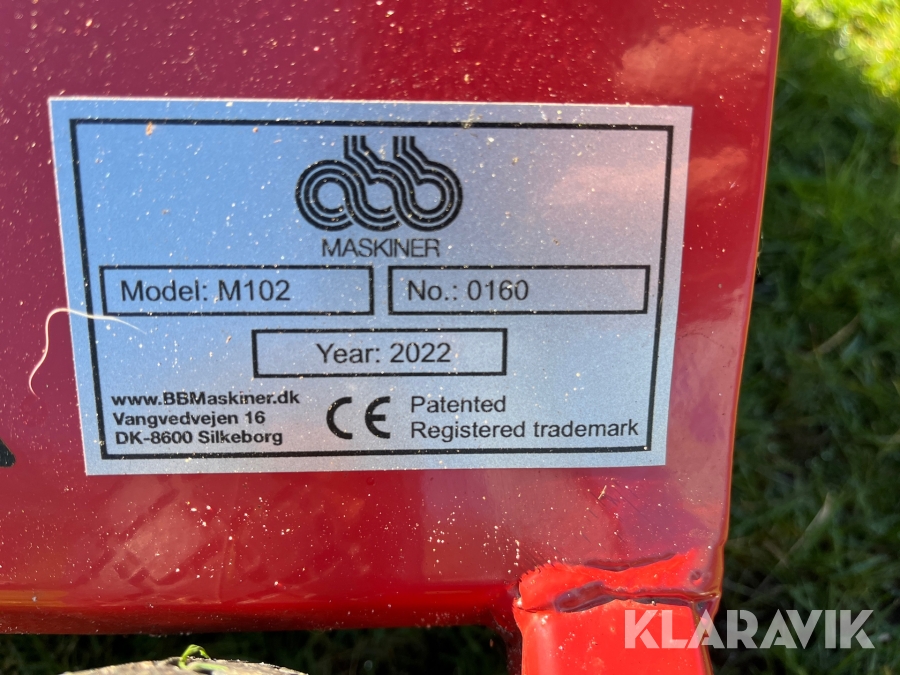 abb
MASKINER
Model: M102
No.: 0160
Year: 2022
www.BBMaskiner.dk
Vangvedvejen 16
DK-8600 Silkeborg
CE
Patented
Registered trademark
KLARAVIK